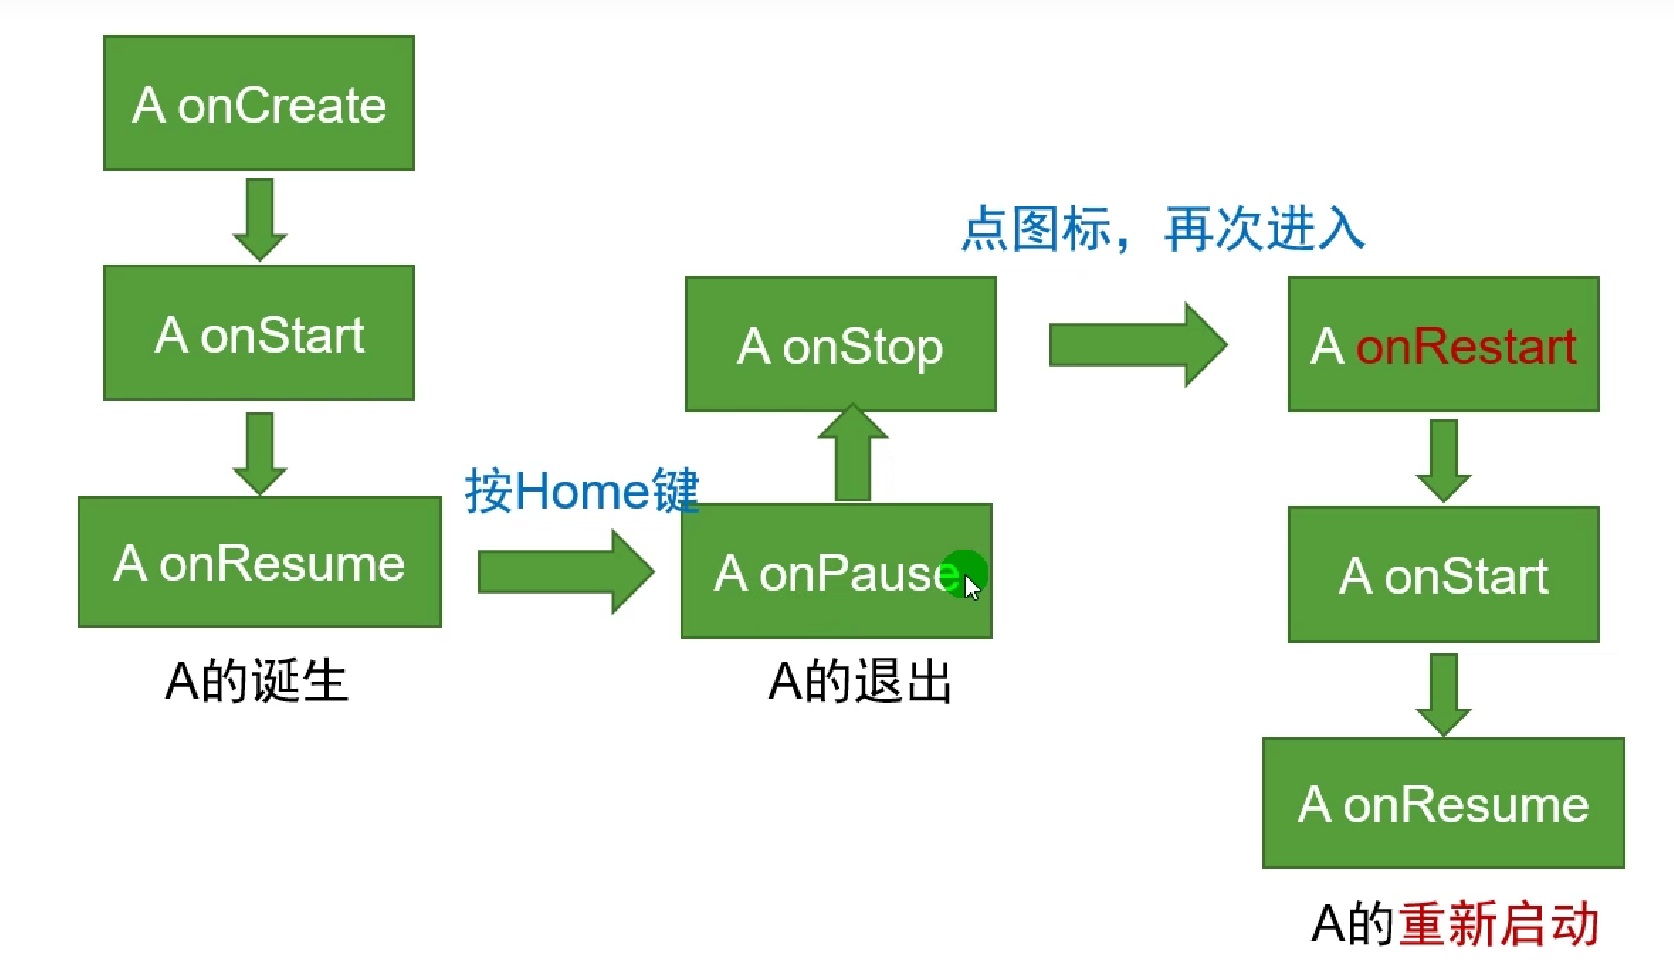 A onCreate
A onStart
A onResume
A的诞生
按Home键
A onStop
A onPause
A的退出
点图标，再次进入
A onRestart
A onStart
A onResume
A的重新启动